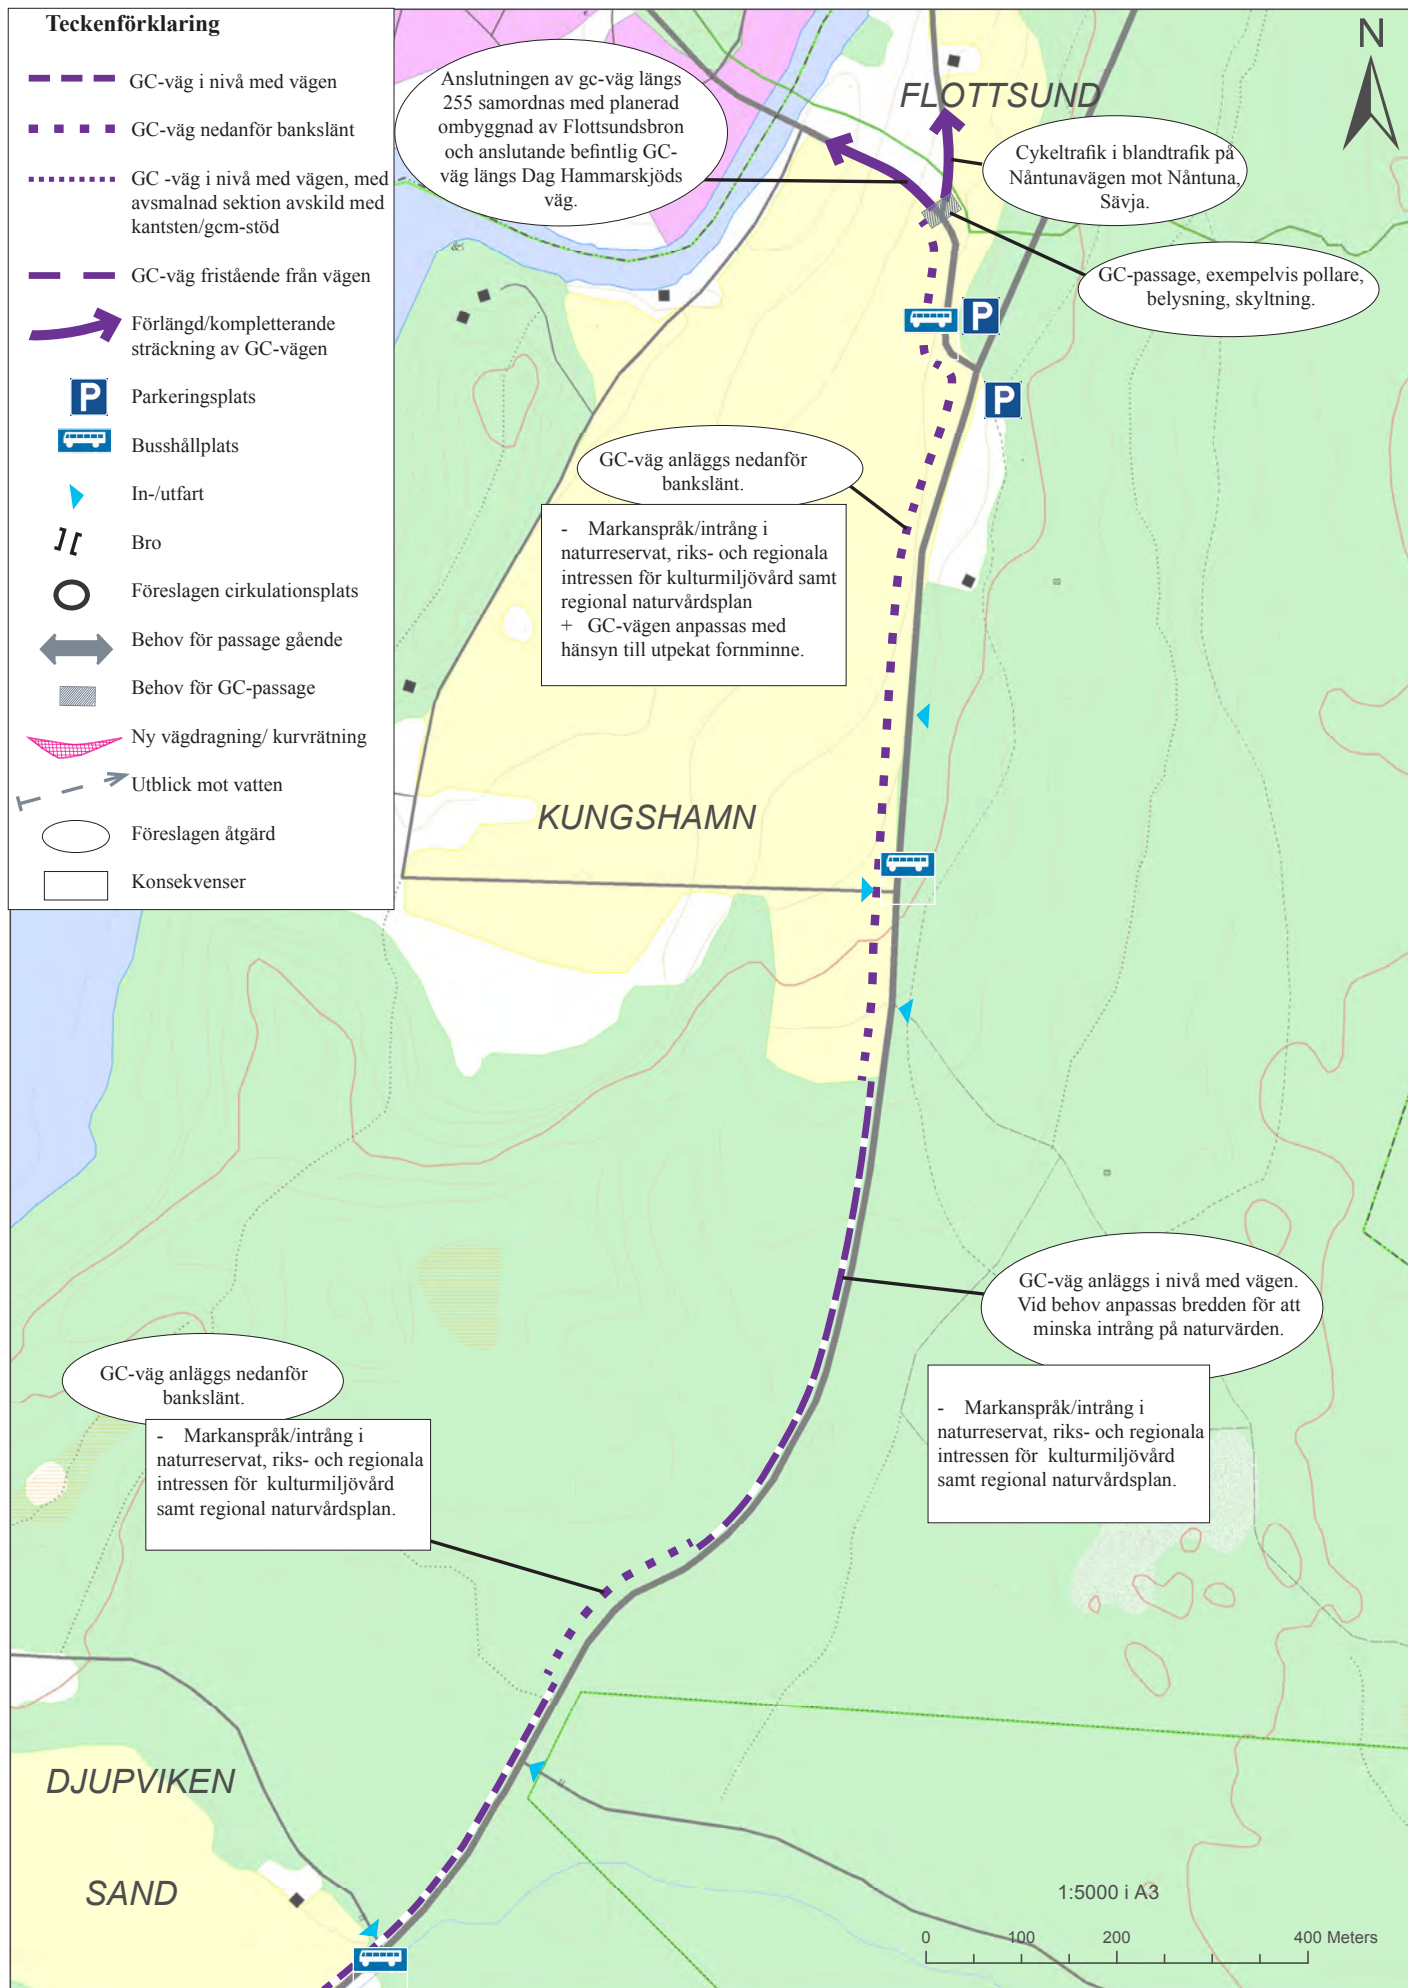 Teckenförklaring
GC-väg i nivå med vägen
GC-väg nedanför bankslänt
GC -väg i nivå med vägen, med
avsmalnad sektion avskild med
kantsten/gcm-stöd
GC-väg fristående från vägen
Förlängd/kompletterande
sträckning av GC-vägen
P
Parkeringsplats
Busshållplats
In-/utfart
Bro
Föreslagen cirkulationsplats
Behov för passage gående
Behov för GC-passage
Ny vägdragning/ kurvrätning
Utblick mot vatten
Föreslagen åtgärd
Konsekvenser
Anslutningen av gc-väg längs
255 samordnas med planerad
ombyggnad av Flottsundsbron
och anslutande befintlig GC-
väg längs Dag Hammarskjöds
väg.
N
FLOTTSUND
Cykeltrafik i blandtrafik på
Nåntunavägen mot Nåntuna,
Sävja.
GC-passage, exempelvis pollare,
belysning, skyltning.
P
P
GC-väg anläggs nedanför
bankslänt.
- Markanspråk/intrång i
naturreservat, riks- och regionala
intressen för kulturmiljövård samt
regional naturvårdsplan
+ GC-vägen anpassas med
hänsyn till utpekat fornminne.
KUNGSHAMN
GC-väg anläggs i nivå med vägen.
Vid behov anpassas bredden för att
minska intrång på naturvärden.
- Markanspråk/intrång i
naturreservat, riks- och regionala
intressen för kulturmiljövård
samt regional naturvårdsplan.
GC-väg anläggs nedanför
bankslänt.
- Markanspråk/intrång i
naturreservat, riks- och regionala
intressen för kulturmiljövård
samt regional naturvårdsplan.
DJUPVIKEN
SAND
1:5000 i A3
0 100 200 400 Meters